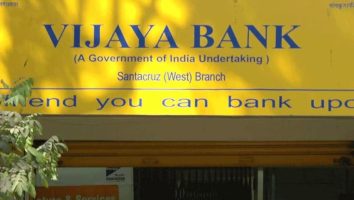 VIJAYA BANK
(A Government of India Undertaking )
Santacruz (West) Branch
end you can bank upo